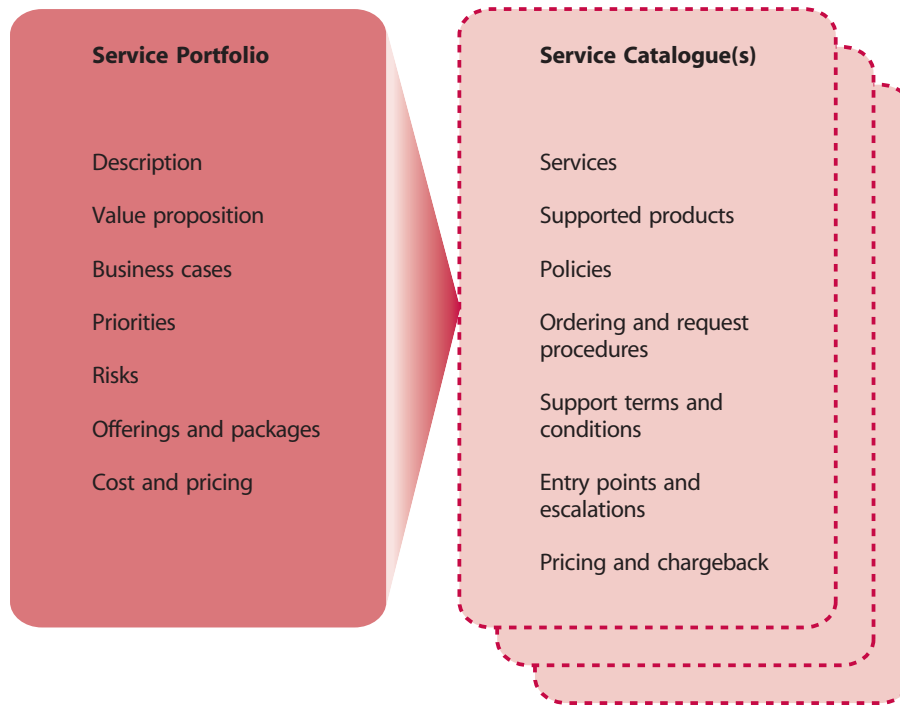 Service Portfolio
Description
Value proposition
Business cases
Priorities
Risks
Offerings and packages
Cost and pricing
Service Catalogue(s)
Services
Supported products
Policies
Ordering and request
procedures
Support terms and
conditions
Entry points and
escalations
Pricing and chargeback